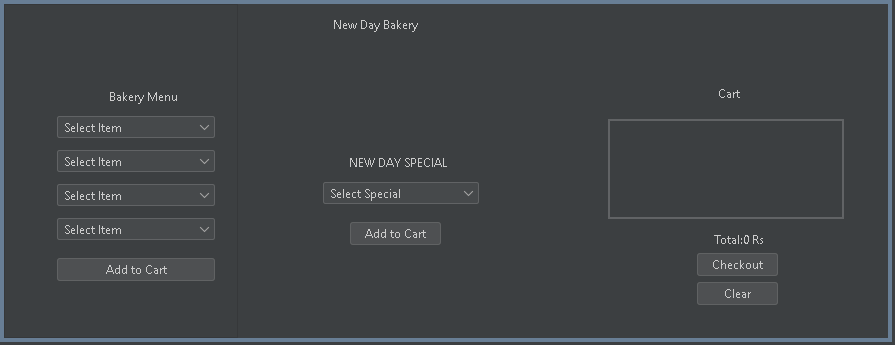 New Day Bakery
Bakery Menu
Select Item
Select Item
Select Item
Select Item
Add to Cart
NEW DAY SPECIAL
Select Special
Add to Cart
Cart
Total:0 Rs
Checkout
Clear